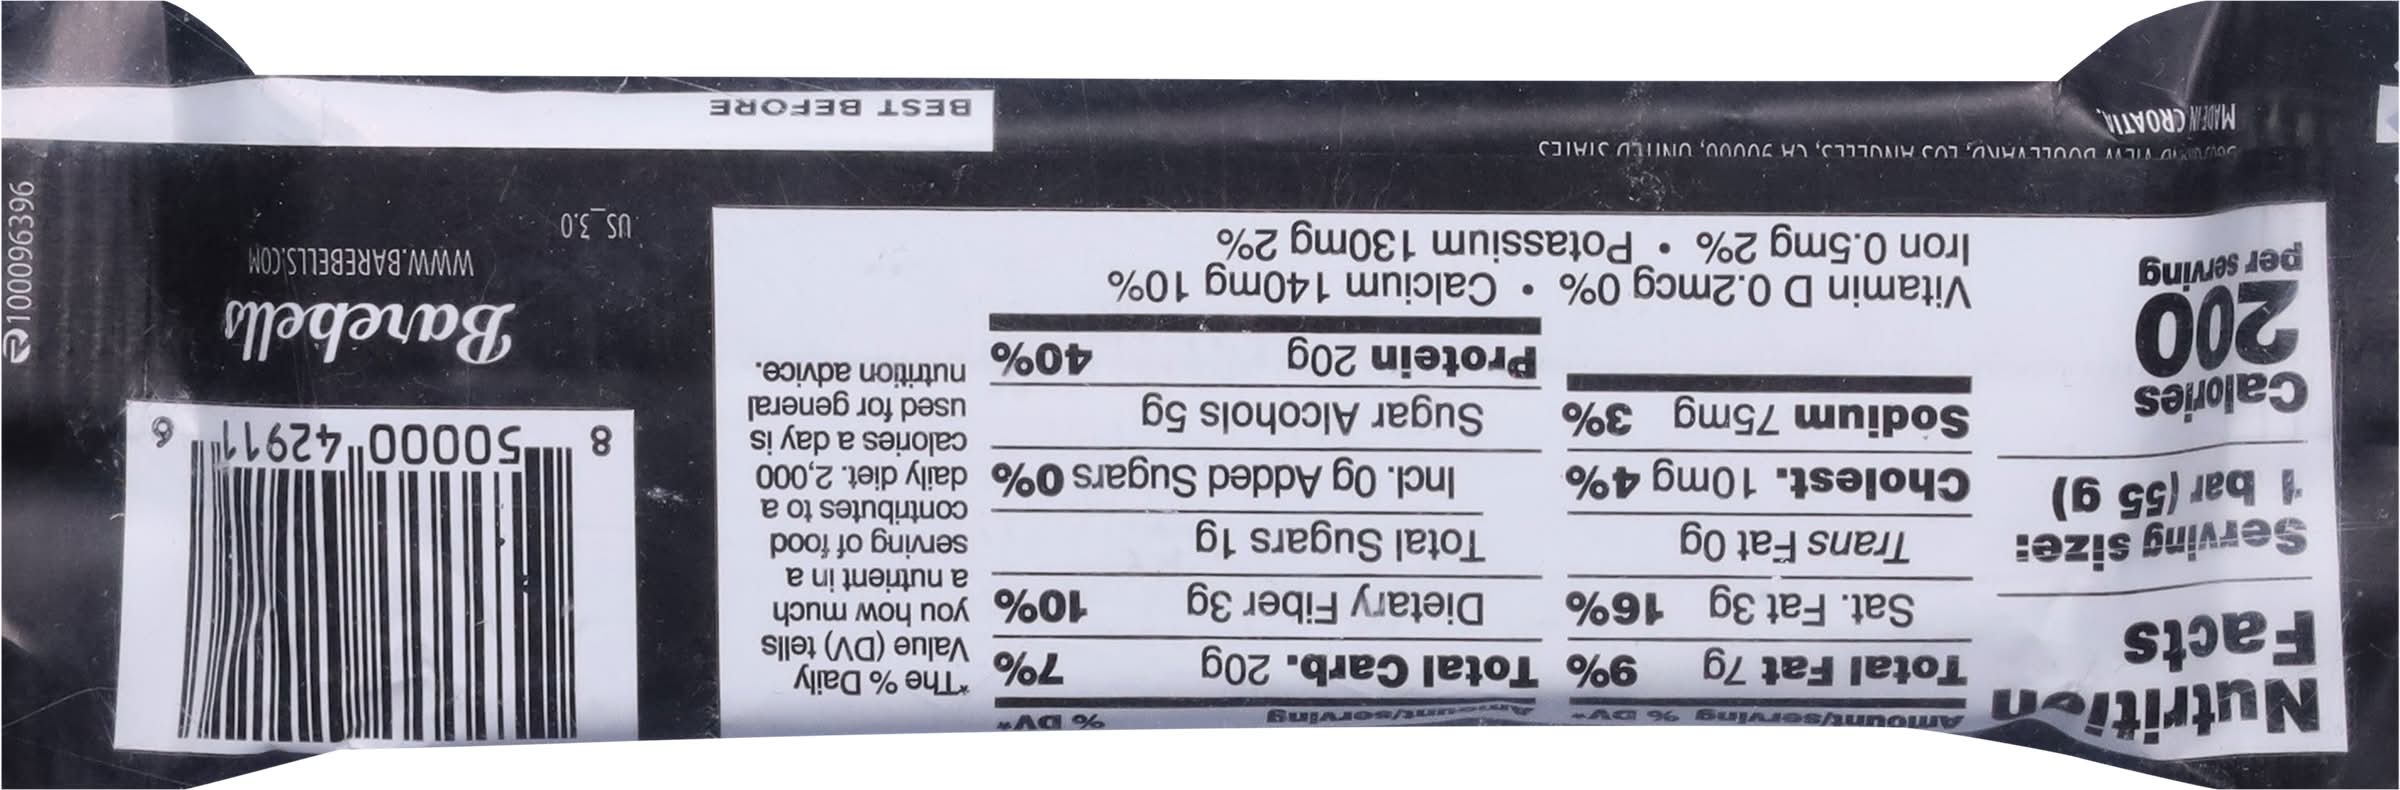 Nutrition
Facts
Serving size:
1 bar (55 g)
Calories
200
per serving
Amount/serving % DV*
Total Fat 7g 9%
Sat. Fat 3g 16%
Trans Fat 0g
Cholest. 10mg 4%
Sodium 75mg 3%
Amount/serving % DV*
Total Carb. 20g 7%
Dietary Fiber 3g 10%
Total Sugars 1g
Incl. 0g Added Sugars 0%
Sugar Alcohols 5g
Protein 20g 40%
Vitamin D 0.2mcg 0% • Calcium 140mg 10%
Iron 0.5mg 2% • Potassium 130mg 2%
*The % Daily
Value (DV) tells
you how much
a nutrient in a
serving of food
contributes to a
daily diet. 2,000
calories a day is
used for general
nutrition advice.
8 50000 42911 6
Barebells
WWW.BAREBELLS.COM
US_3.0
BOULEVARD, LOS ANGELES, CA 90000, UNITED STATES
MADE IN CROATIA.
BEST BEFORE
1000963396